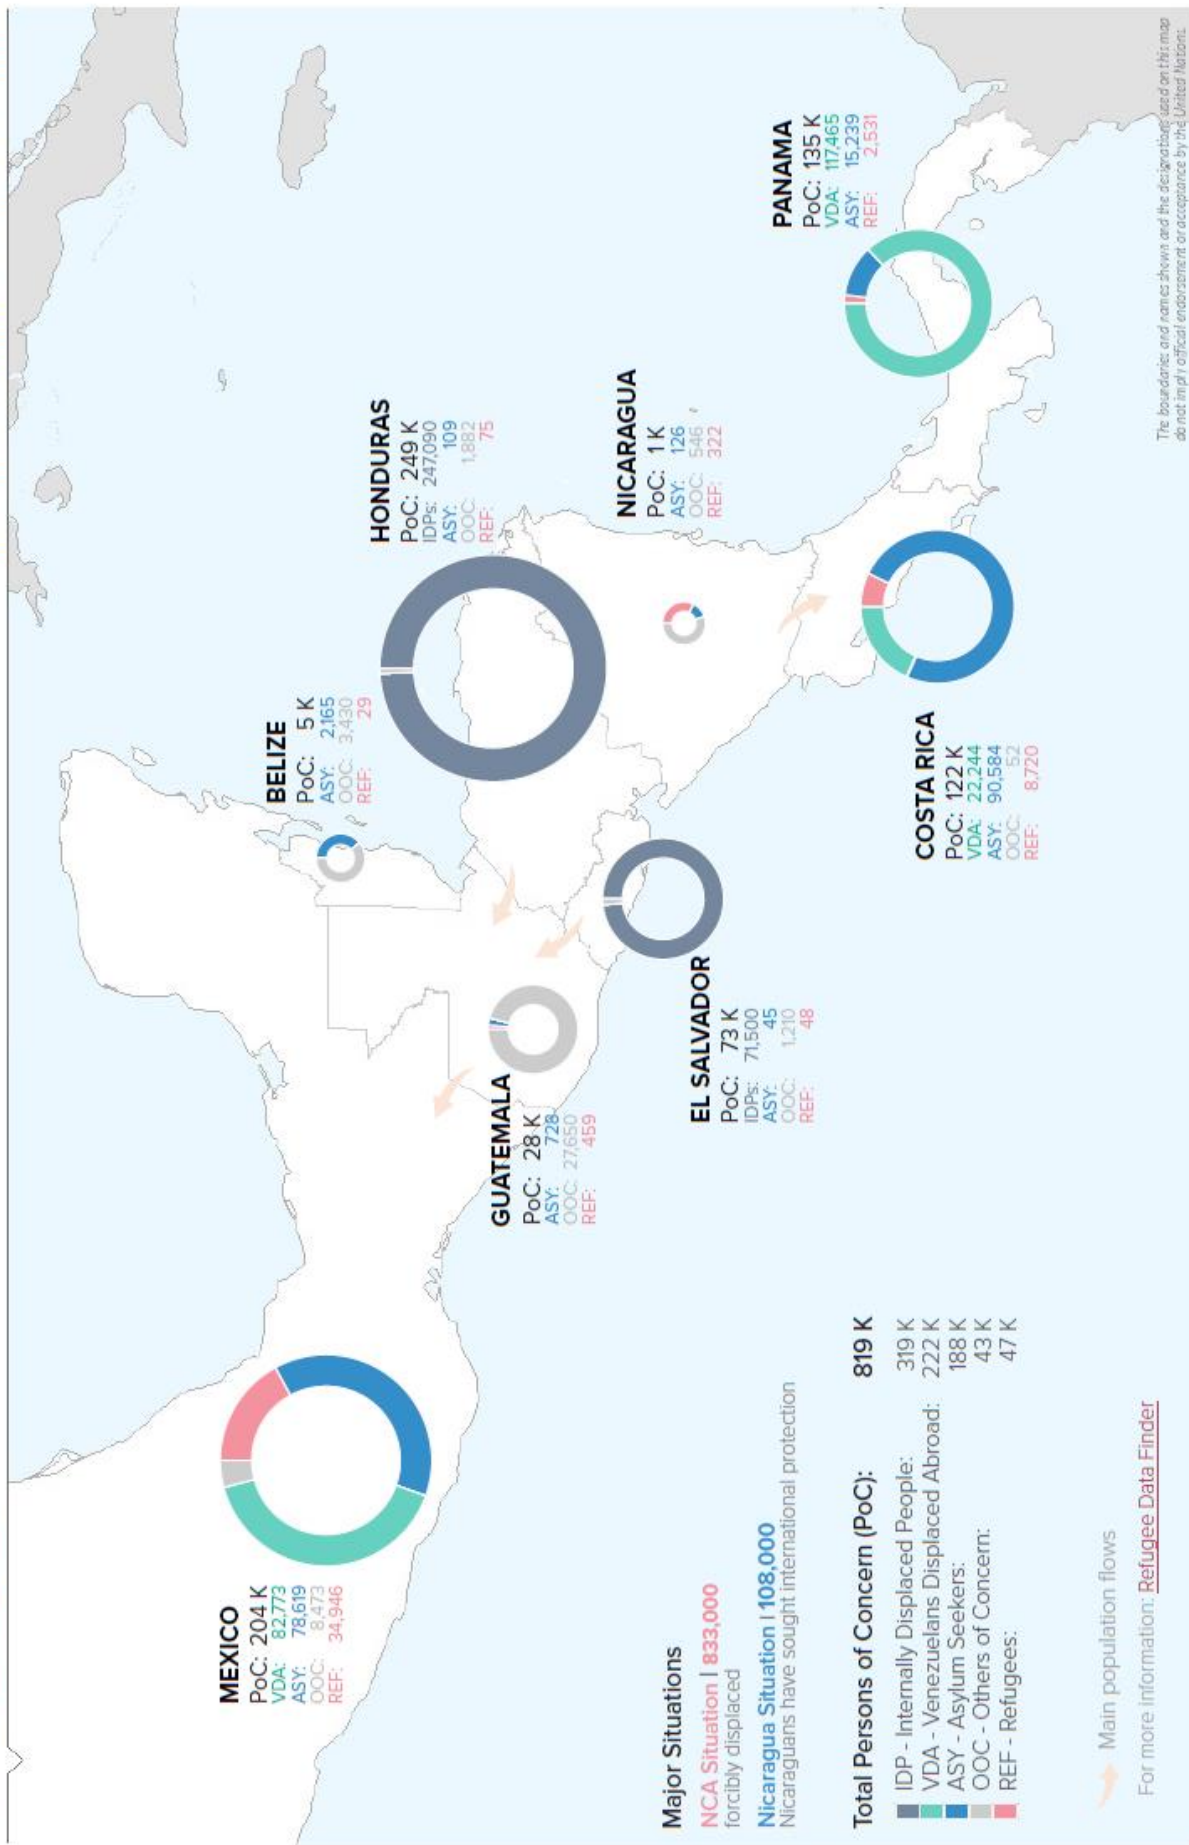 MEXICO
PoC: 204 K
VDA: 82,773
ASY: 78,619
OOC: 8,473
REF: 34,946
BELIZE
PoC: 5 K
ASY: 2,165
OOC: 3,430
REF: 29
HONDURAS
PoC: 249 K
IDPs: 247,090
ASY: 109
OOC: 1,882
REF: 75
GUATEMALA
PoC: 28 K
ASY: 728
OOC: 27,650
REF: 459
EL SALVADOR
PoC: 73 K
IDPs: 71,500
ASY: 45
OOC: 1,210
REF: 48
NICARAGUA
PoC: 1 K
ASY: 126
OOC: 546
REF: 322
COSTA RICA
PoC: 122 K
VDA: 22,244
ASY: 90,584
OOC: 52
REF: 8,720
PANAMA
PoC: 135 K
VDA: 117,465
ASY: 15,239
REF: 2,531
Major Situations
NCA Situation | 833,000
forcibly displaced
Nicaragua Situation | 108,000
Nicaraguans have sought international protection
Total Persons of Concern (PoC): 819 K
IDP - Internally Displaced People: 319 K
VDA - Venezuelans Displaced Abroad: 222 K
ASY - Asylum Seekers: 188 K
OOC - Others of Concern: 43 K
REF - Refugees: 47 K
Main population flows
For more information: Refugee Data Finder
The boundaries and names shown and the designations used on this map
do not imply official endorsement or acceptance by the United Nations.